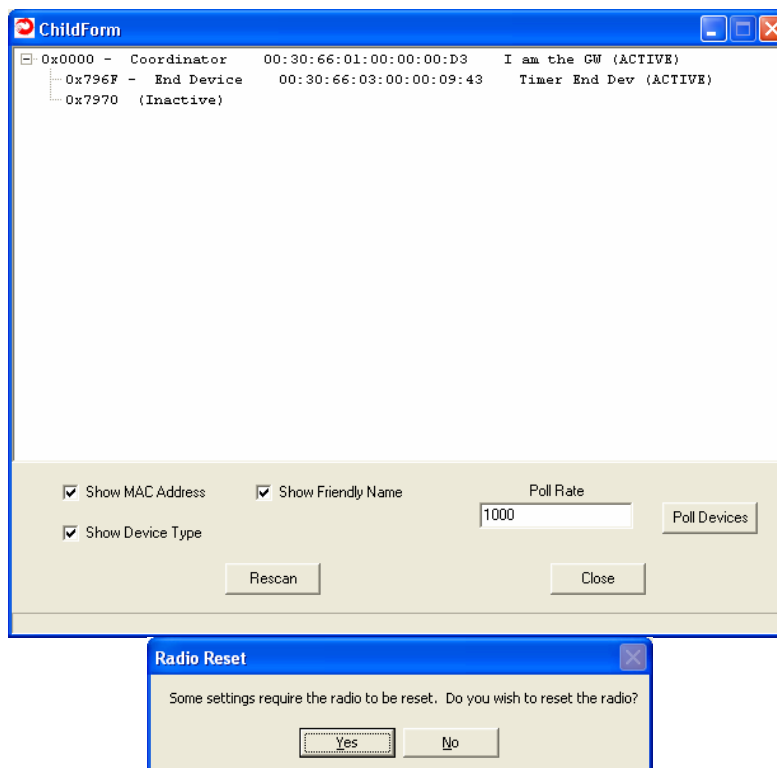 ChildForm
0x0000 - Coordinator 00:30:66:01:00:00:00:D3 I am the GW (ACTIVE)
0x796F - End Device 00:30:66:03:00:00:09:43 Timer End Dev (ACTIVE)
0x7970 (Inactive)
Show MAC Address Show Friendly Name Poll Rate
1000 Poll Devices
Show Device Type
Rescan Close
Radio Reset
Some settings require the radio to be reset. Do you wish to reset the radio?
Yes No